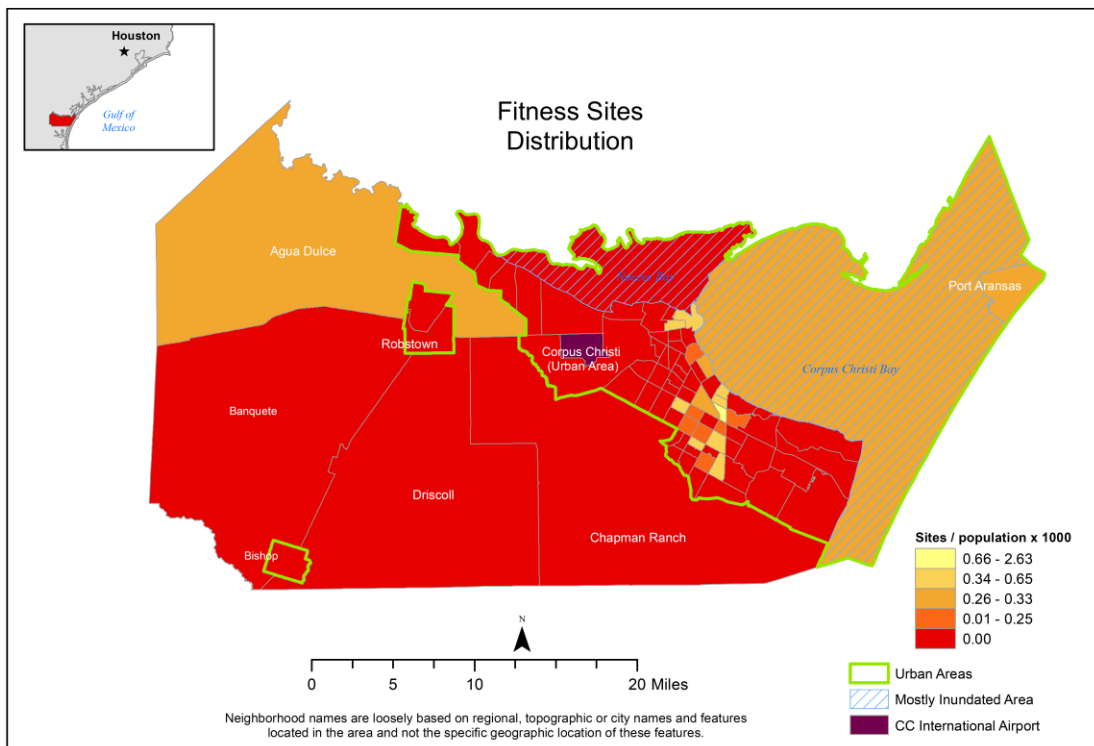 Houston
Gulf of
Mexico
Fitness Sites
Distribution
Agua Dulce
Nueces Bay
Port Aransas
Robstown
Corpus Christi
(Urban Area)
Corpus Christi Bay
Banquete
Driscoll
Chapman Ranch
Bishop
Sites / population x 1000
0.66 - 2.63
0.34 - 0.65
0.26 - 0.33
0.01 - 0.25
0.00
N
0 5 10 20 Miles
Urban Areas
Mostly Inundated Area
CC International Airport
Neighborhood names are loosely based on regional, topographic or city names and features
located in the area and not the specific geographic location of these features.